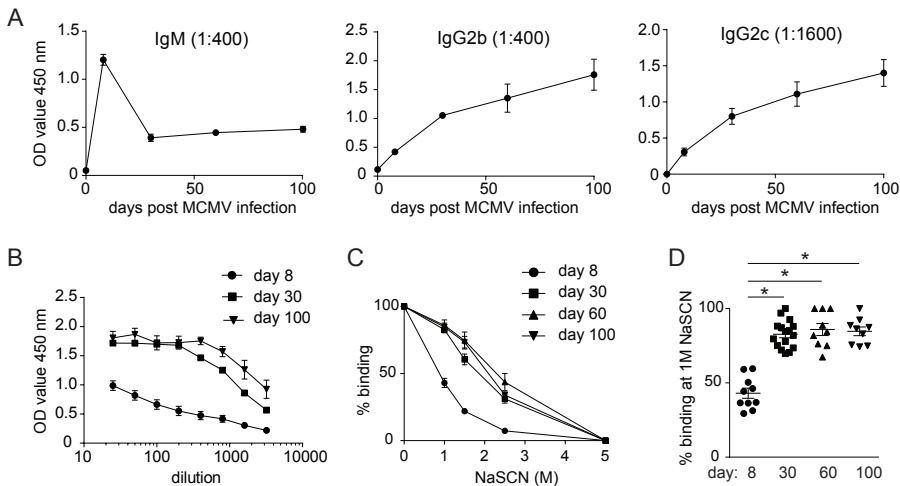 A
IgM (1:400)
OD value 450 nm
1.5
1.0
0.5
0
0
50
100
days post MCMV infection
IgG2b (1:400)
2.5
2.0
1.5
1.0
0.5
0
0
50
100
days post MCMV infection
IgG2c (1:1600)
2.0
1.5
1.0
0.5
0
0
50
100
days post MCMV infection
B
day 8
day 30
day 100
OD value 450 nm
2.5
2.0
1.5
1.0
0.5
0
10
100
1000
10000
dilution
C
day 8
day 30
day 60
day 100
% binding
100
50
0
0
1
2
3
4
5
NaSCN (M)
D
*
*
*
% binding at 1M NaSCN
100
50
0
day: 8 30 60 100